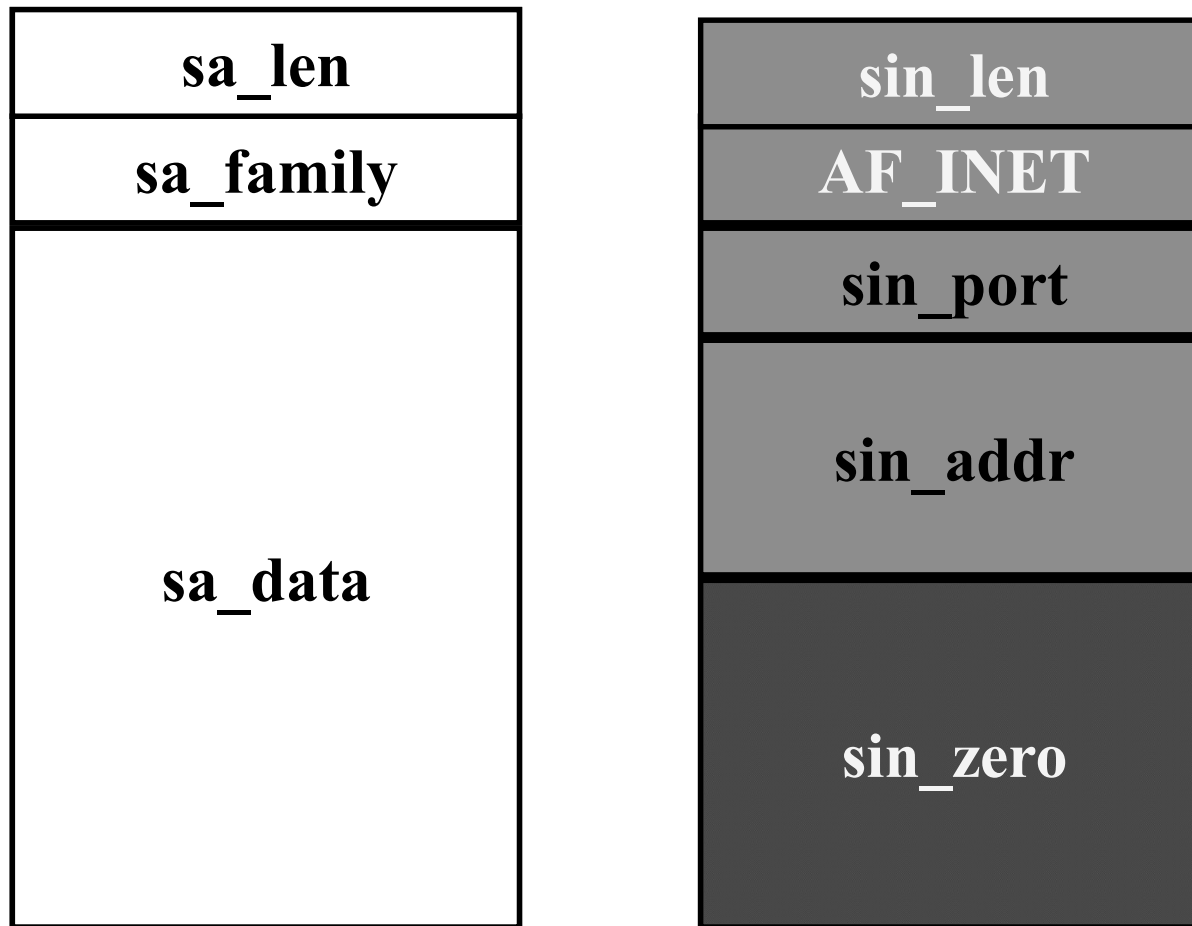 sa_len
sa_family
sa_data
sin_len
AF_INET
sin_port
sin_addr
sin_zero